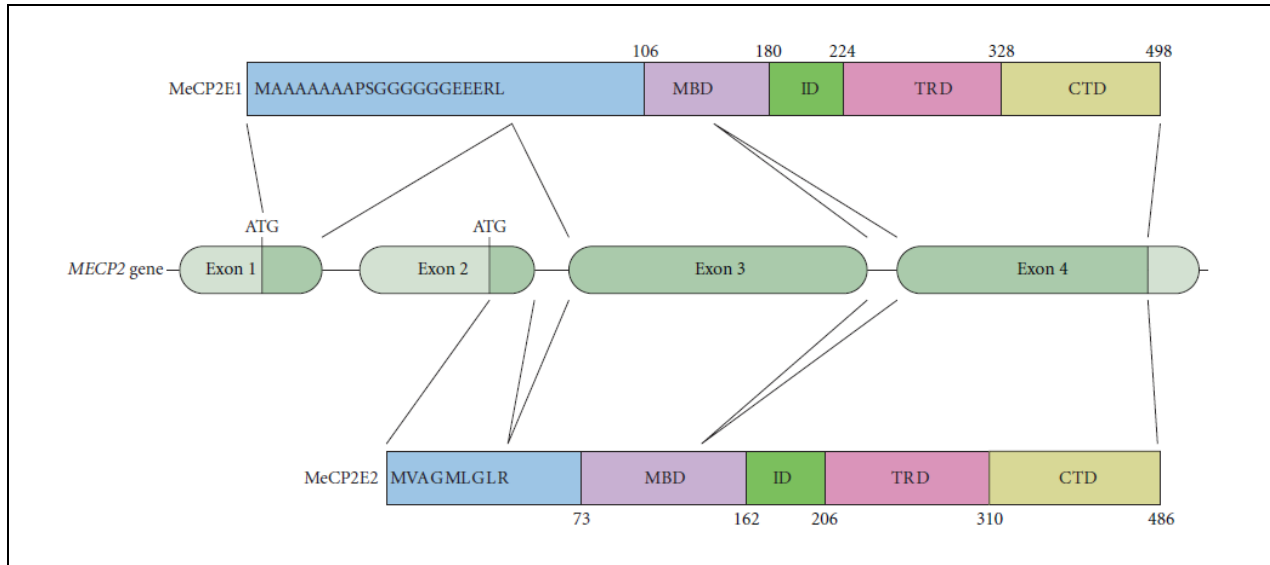 106 180 224 328 498
MeCP2E1 MAAAAAAAPSGGGGGGEEERL MBD ID TRD CTD
ATG ATG
MECP2 gene Exon 1 Exon 2 Exon 3 Exon 4
MeCP2E2 MVAGMLGLR MBD ID TRD CTD
73 162 206 310 486